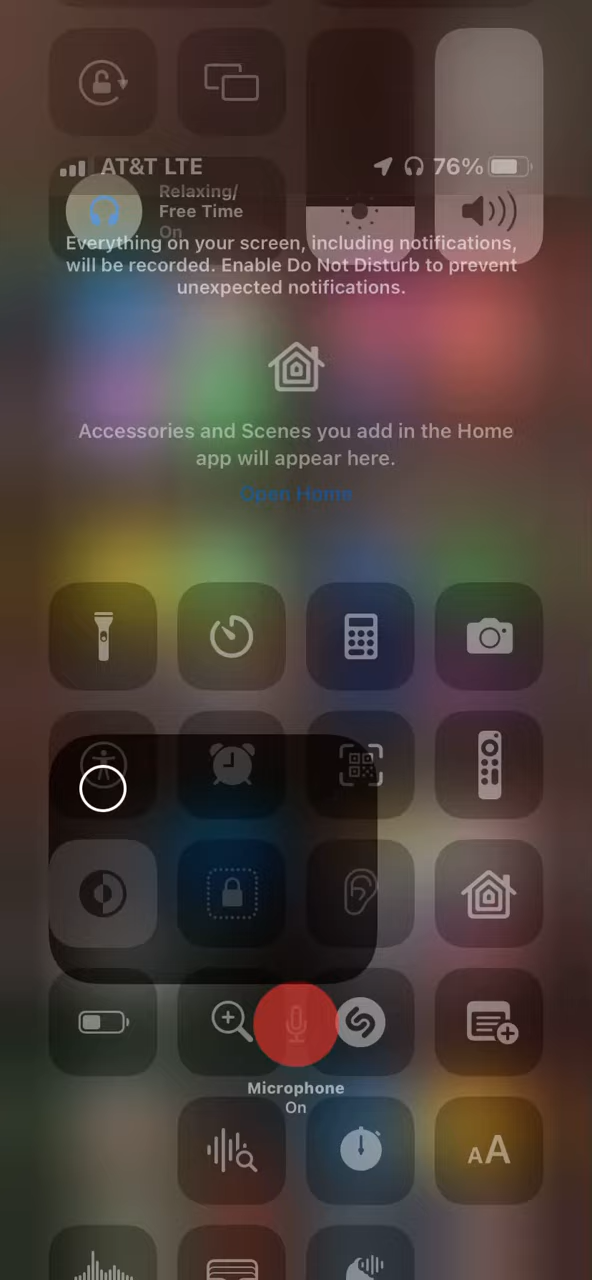 AT&T LTE
76%
Relaxing/
Free Time
On
Everything on your screen, including notifications,
will be recorded. Enable Do Not Disturb to prevent
unexpected notifications.
Accessories and Scenes you add in the Home
app will appear here.
Open Home
Microphone
On
AA